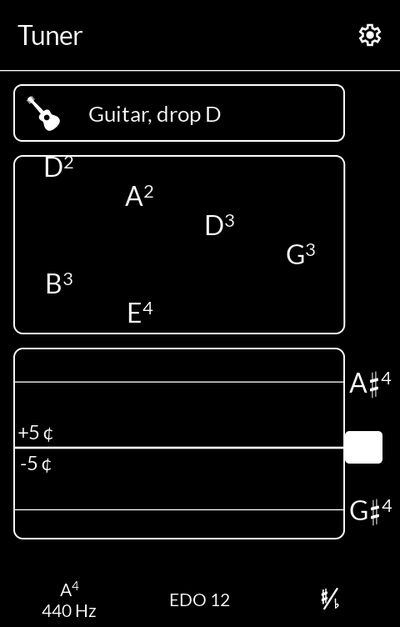 Tuner
Guitar, drop D
D²
A²
D³
G³
B³
E⁴
A♯⁴
+5 ¢
-5 ¢
G♯⁴
A⁴
440 Hz
EDO 12
♯/♭